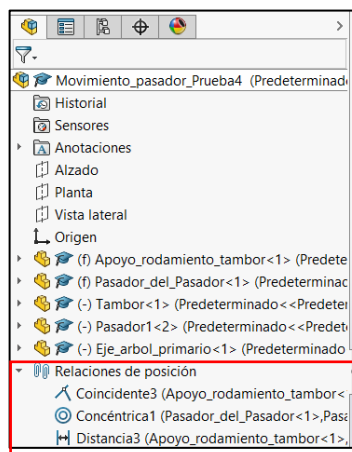 Movimiento_pasador_Prueba4 (Predeterminad
Historial
Sensores
Anotaciones
Alzado
Planta
Vista lateral
Origen
(f) Apoyo_rodamiento_tambor<1> (Predete
(f) Pasador_del_Pasador<1> (Predeterminac
(-) Tambor<1> (Predeterminado<<Predeter
(-) Pasador1<2> (Predeterminado<<Predete
(-) Eje_arbol_primario<1> (Predeterminado
Relaciones de posición
Coincidente3 (Apoyo_rodamiento_tambor<
Concéntrica1 (Pasador_del_Pasador<1>,Pasa
Distancia3 (Apoyo_rodamiento_tambor<1>,